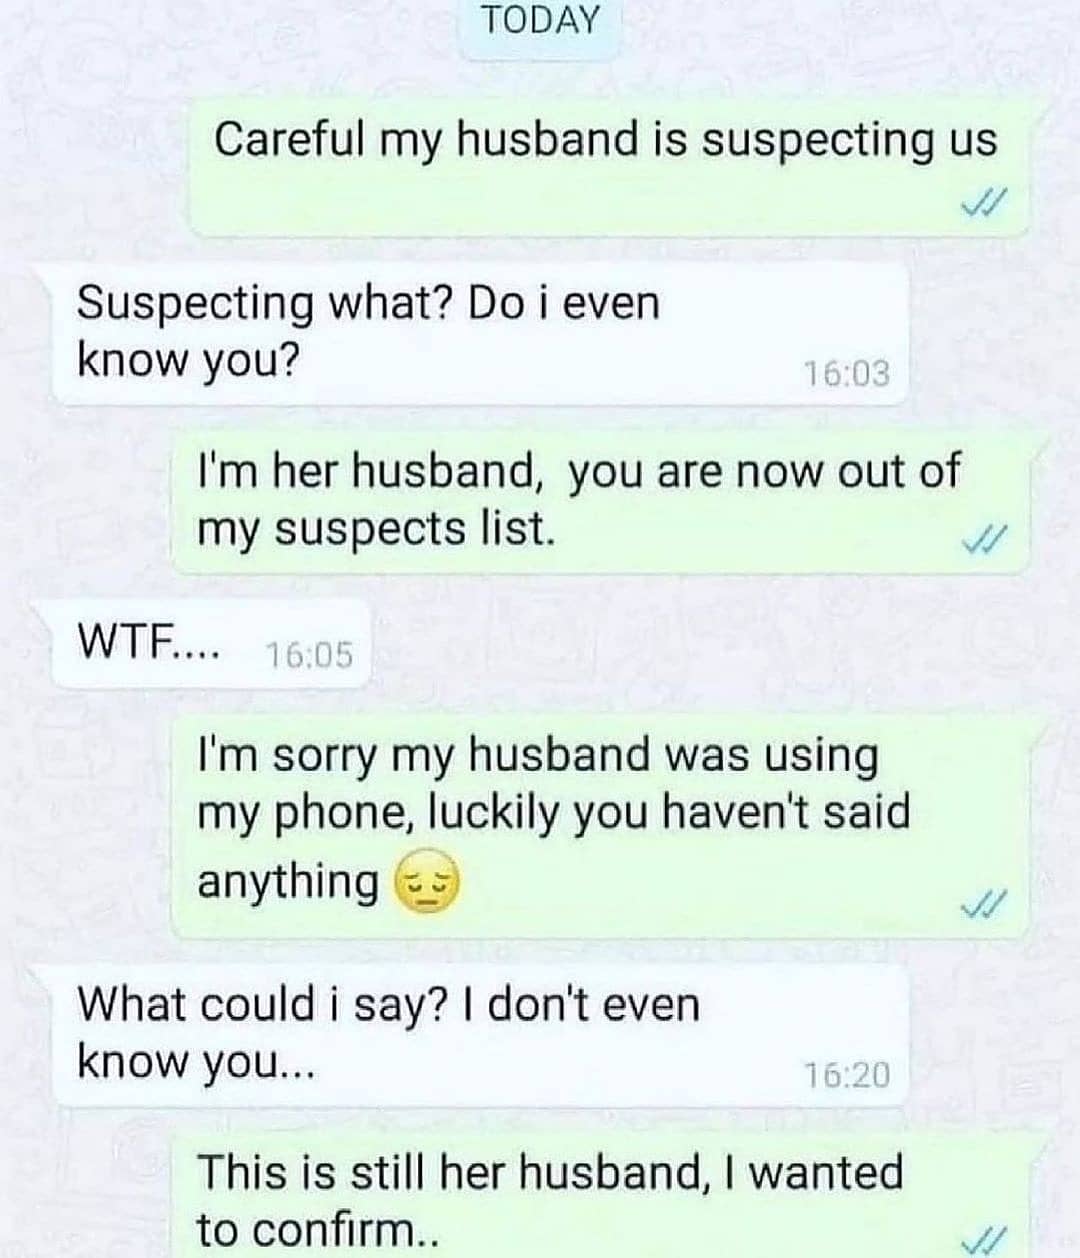 TODAY
Careful my husband is suspecting us
Suspecting what? Do i even
know you?
16:03
I'm her husband,  you are now out of
my suspects list.
WTF....
16:05
I'm sorry my husband was using
my phone, luckily you haven't said
anything 😔
What could i say? I don't even
know you...
16:20
This is still her husband, I wanted
to confirm..